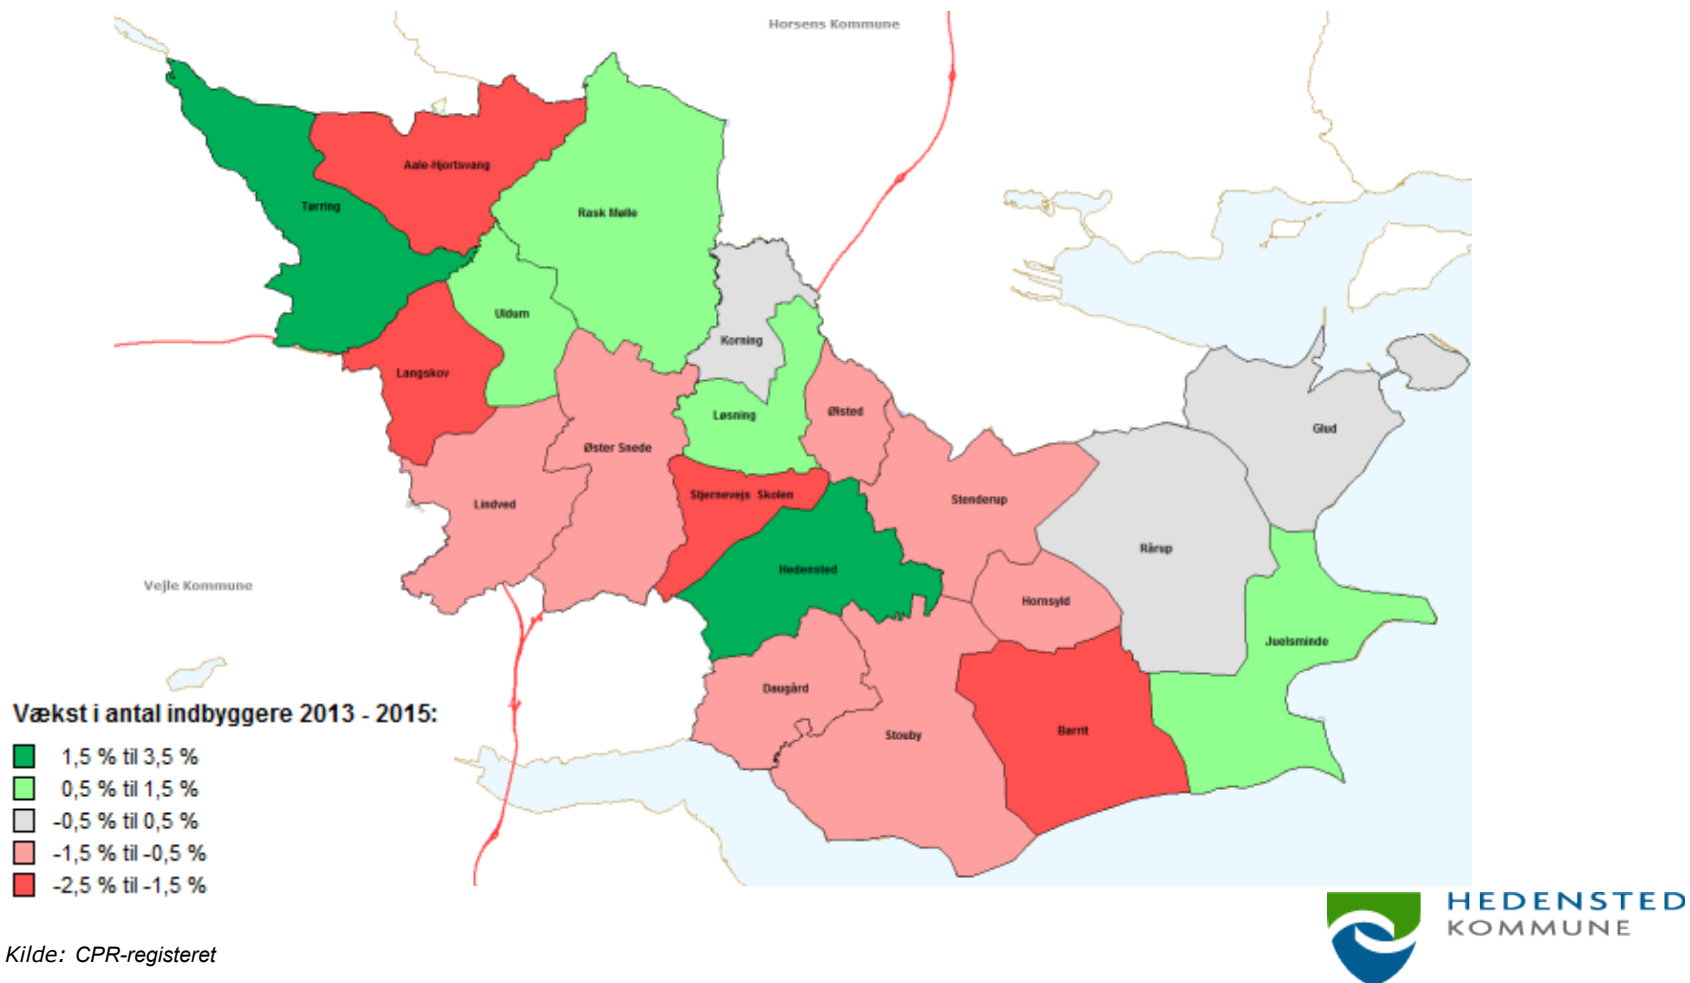 Horsens Kommune
Aale-Hjortsvang
Tørring
Rask Mølle
Uldum
Korning
Langskov
Løsning
Ølsted
Glud
Øster Snede
Stjernevejs Skolen
Stenderup
Lindved
Rårup
Hedensted
Vejle Kommune
Hornsyld
Juelsminde
Daugård
Stouby
Barrit
Vækst i antal indbyggere 2013 - 2015:
1,5 % til 3,5 %
0,5 % til 1,5 %
-0,5 % til 0,5 %
-1,5 % til -0,5 %
-2,5 % til -1,5 %
HEDENSTED
KOMMUNE
Kilde: CPR-registeret